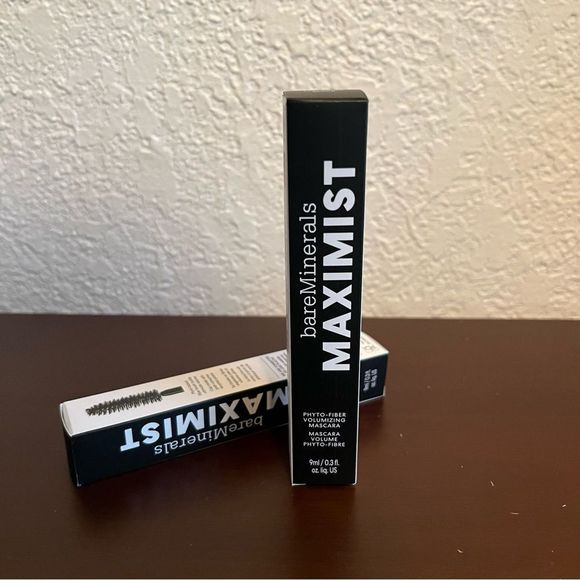 bareMinerals
MAXIMIST
PHYTO-FIBER
VOLUMIZING
MASCARA
MASCARA
VOLUME
PHYTO-FIBRE
9ml / 0.3 fl.
oz. liq. US
bareMinerals
MAXIMIST